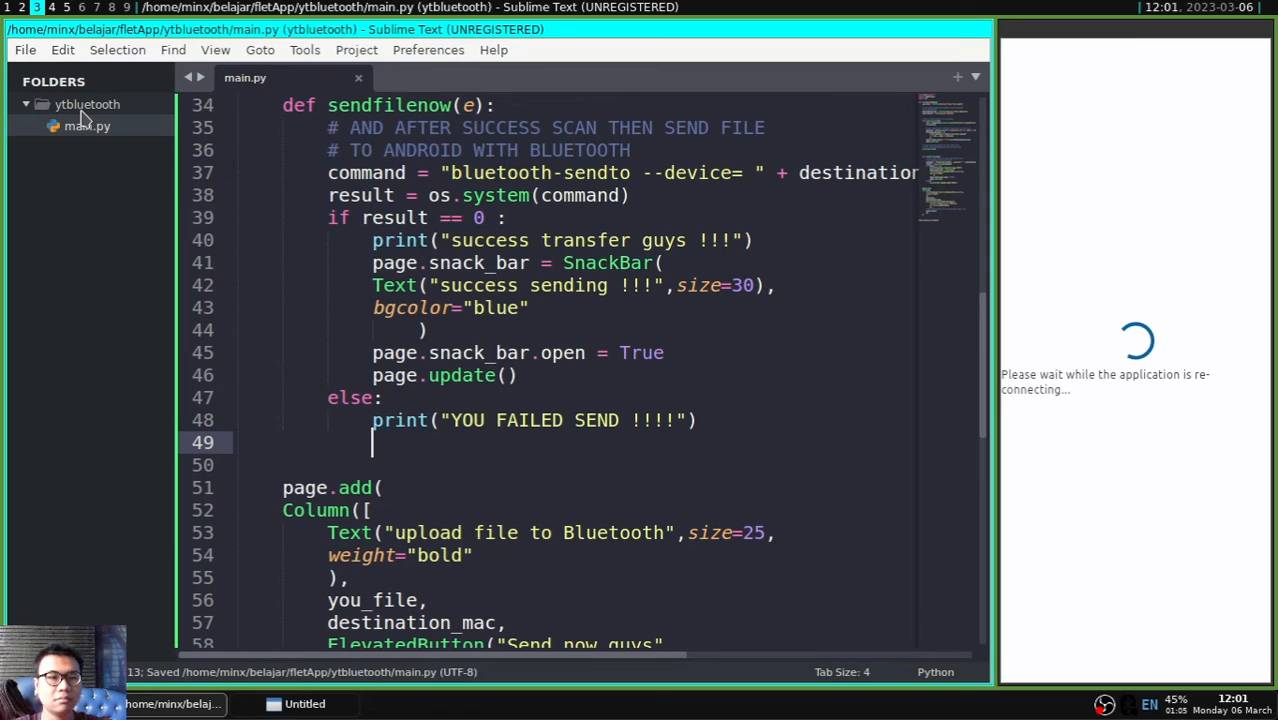 1 2 3 4 5 6 7 8 9 /home/minx/belajar/fletApp/ytbluetooth/main.py (ytbluetooth) - Sublime Text (UNREGISTERED) 12:01, 2023-03-06
/home/minx/belajar/fletApp/ytbluetooth/main.py (ytbluetooth) - Sublime Text (UNREGISTERED)
File Edit Selection Find View Goto Tools Project Preferences Help
FOLDERS
ytbluetooth
main.py
main.py
34 def sendfilenow(e):
35 # AND AFTER SUCCESS SCAN THEN SEND FILE
36 # TO ANDROID WITH BLUETOOTH
37 command = "bluetooth-sendto --device= " + destination
38 result = os.system(command)
39 if result == 0 :
40 print("success transfer guys !!!")
41 page.snack_bar = SnackBar(
42 Text("success sending !!!",size=30),
43 bgcolor="blue"
44 )
45 page.snack_bar.open = True
46 page.update()
47 else:
48 print("YOU FAILED SEND !!!!")
49
50
51 page.add(
52 Column([
53 Text("upload file to Bluetooth",size=25,
54 weight="bold"
55 ),
56 you_file,
57 destination_mac,
58 ElevatedButton("Send now guys"
Please wait while the application is re-
connecting...
13; Saved /home/minx/belajar/fletApp/ytbluetooth/main.py (UTF-8) Tab Size: 4 Python
/home/minx/belaj... Untitled
EN 45% 12:01
01:05 Monday 06 March